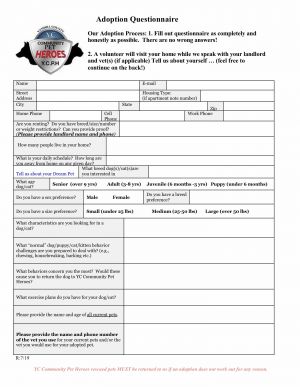 Adoption Questionnaire
Our Adoption Process: 1. Fill out questionnaire as completely and
honestly as possible. There are no wrong answers!
2. A volunteer will visit your home while we speak with your landlord
and vet(s) (if applicable) Tell us about yourself … (feel free to
continue on the back!)
COMMUNITY
PET
HEROES
Y.C.P.H
Name
E-mail
Street
Address
Housing Type:
(if apartment note number)
City
State
Zip
Home Phone
Cell
Phone
Work Phone
Are you renting? Do you have breed/size/number
or weight restrictions? Can you provide proof?
(Please provide landlord name and phone)
How many people live in your home?
What is your daily schedule? How long are
you away from home on most days?
Tell us about your Dream Pet
What breed dog(s)/cat(s) are
you interested in
What age
dog/cat?
Senior (over 9 yrs)
Adult (3-8 yrs)
Juvenile (6 months -3 yrs)
Puppy (under 6 months)
Do you have a sex preference?
Male
Female
Do you have a breed
preference?
Do you have a size preference?
Small (under 25 lbs)
Medium (25-50 lbs)
Large (over 50 lbs)
What characteristics are you looking for in a
dog/cat?
What "normal" dog/puppy/cat/kitten behavior
challenges are you prepared to deal with? (e.g.,
chewing, housebreaking, barking etc.)
What behaviors concern you the most? Would these
cause you to return the dog to YC Community Pet
Heroes?
What exercise plans do you have for your dog/cat?
Please provide the name and age of all current pets.
Please provide the name and phone number
of the vet you use for your current pets and/or the
vet you would use for your adopted pet.
R:7/19
YC Community Pet Heroes rescued pets MUST be returned to us if an adoption does not work out for any reason.